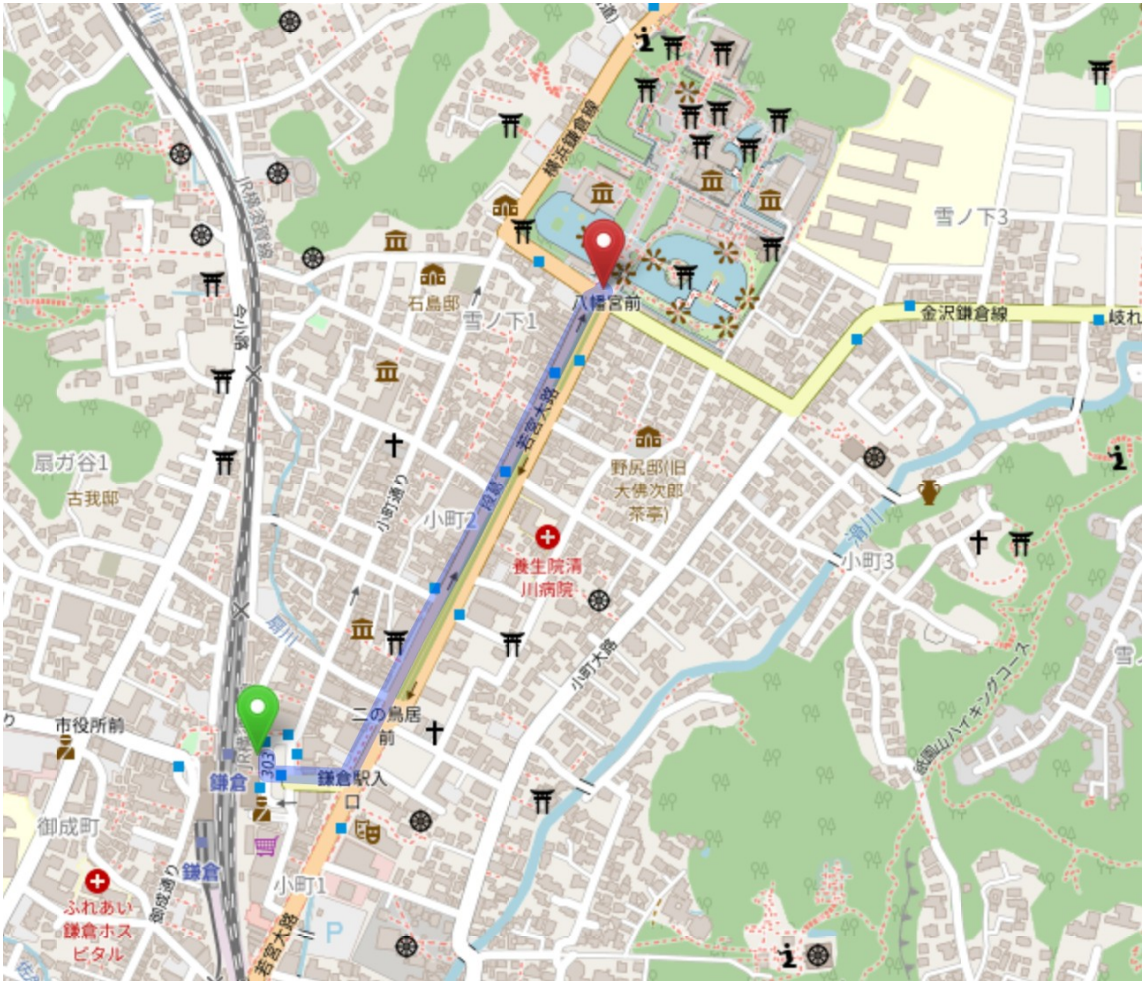 横浜鎌倉線
雪ノ下3
JR横須賀線
今小路
石島邸
雪ノ下1
八幡宮前
金沢鎌倉線
岐れ
若宮大路
扇ガ谷1
古我邸
小町通り
小町2
段葛
野尻邸(旧
大佛次郎
茶亭)
養生院清
川病院
滑川
小町3
扇川
小町大路
雪ノ
祇園山ハイキングコース
二の鳥居
前
市役所前
303
鎌倉
鎌倉駅入
口
御成町
鎌倉
御成通り
小町1
P
ふれあい
鎌倉ホス
ピタル
若宮大路